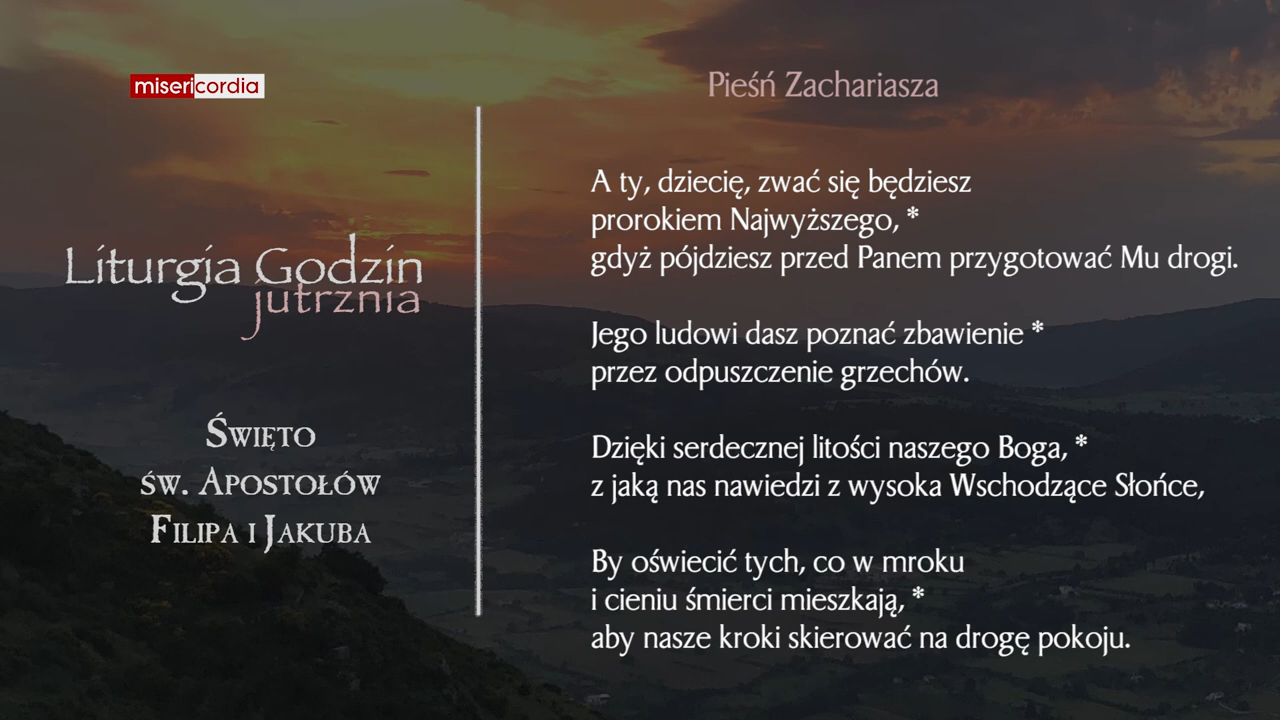 misericordia
Liturgia Godzin
jutrznia
Święto
św. Apostołów
Filipa i Jakuba
Pieśń Zachariasza
A ty, dziecię, zwać się będziesz
prorokiem Najwyższego, *
gdyż pójdziesz przed Panem przygotować Mu drogi.
Jego ludowi dasz poznać zbawienie *
przez odpuszczenie grzechów.
Dzięki serdecznej litości naszego Boga, *
z jaką nas nawiedzi z wysoka Wschodzące Słońce,
By oświecić tych, co w mroku
i cieniu śmierci mieszkają, *
aby nasze kroki skierować na drogę pokoju.